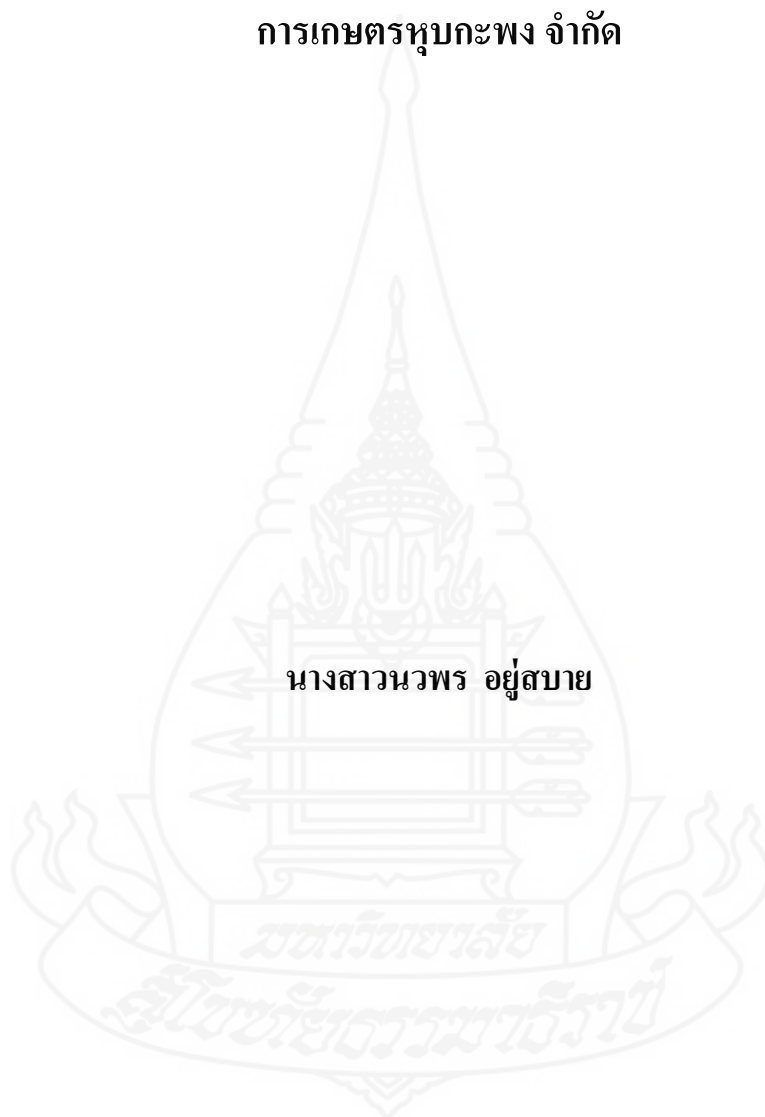 การเกษตรหุบกะพง จำกัด
นางสาวนวพร อยู่สบาย
มหาวิทยาลัย
สุโขทัยธรรมาธิราช